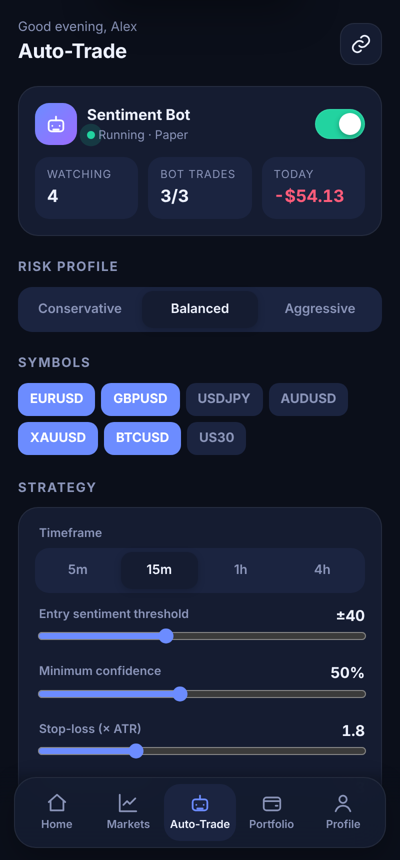 Good evening, Alex
Auto-Trade
Sentiment Bot
Running · Paper
WATCHING BOT TRADES TODAY
4 3/3 -$54.13
RISK PROFILE
Conservative Balanced Aggressive
SYMBOLS
EURUSD GBPUSD USDJPY AUDUSD
XAUUSD BTCUSD US30
STRATEGY
Timeframe
5m 15m 1h 4h
Entry sentiment threshold ±40
Minimum confidence 50%
Stop-loss (× ATR) 1.8
Home Markets Auto-Trade Portfolio Profile